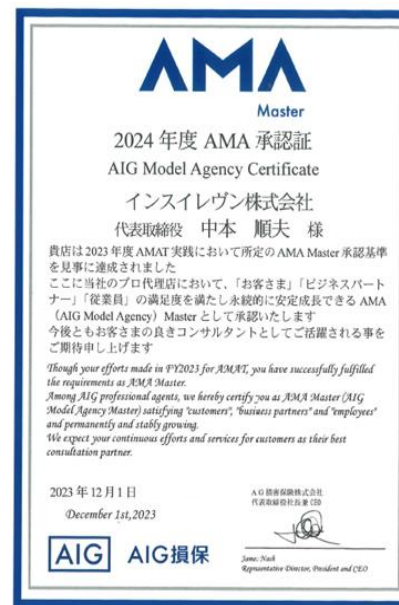 AMA
Master
2024 年度 AMA 承認証
AIG Model Agency Certificate
インスイレヴン株式会社
代表取締役 中本 順夫 様
貴店は2023 年度 AMAT 実践において所定の AMA Master 承認基準
を見事に達成されました
ここに当社のプロ代理店において、「お客さま」「ビジネスパート
ナー」「従業員」の満足度を満たし永続的に安定成長できる AMA
（AIG Model Agency）Master として承認いたします
今後ともお客さまの良きコンサルタントとしてご活躍される事を
ご期待申し上げます
Though your efforts made in FY2023 for AMAT, you have successfully fulfilled
the requirements as AMA Master.
Among AIG professional agents, we hereby certify you as AMA Master (AIG
Model Agency Master) satisfying "customers", "business partners" and "employees"
and permanently and stably growing.
We expect your continuous efforts and services for customers as their best
consultation partner.
2023 年 12 月 1 日
December 1st,2023
ＡＩＧ損害保険株式会社
代表取締役社長兼 CEO
James Nash
Representative Director, President and CEO
AIG AIG損保